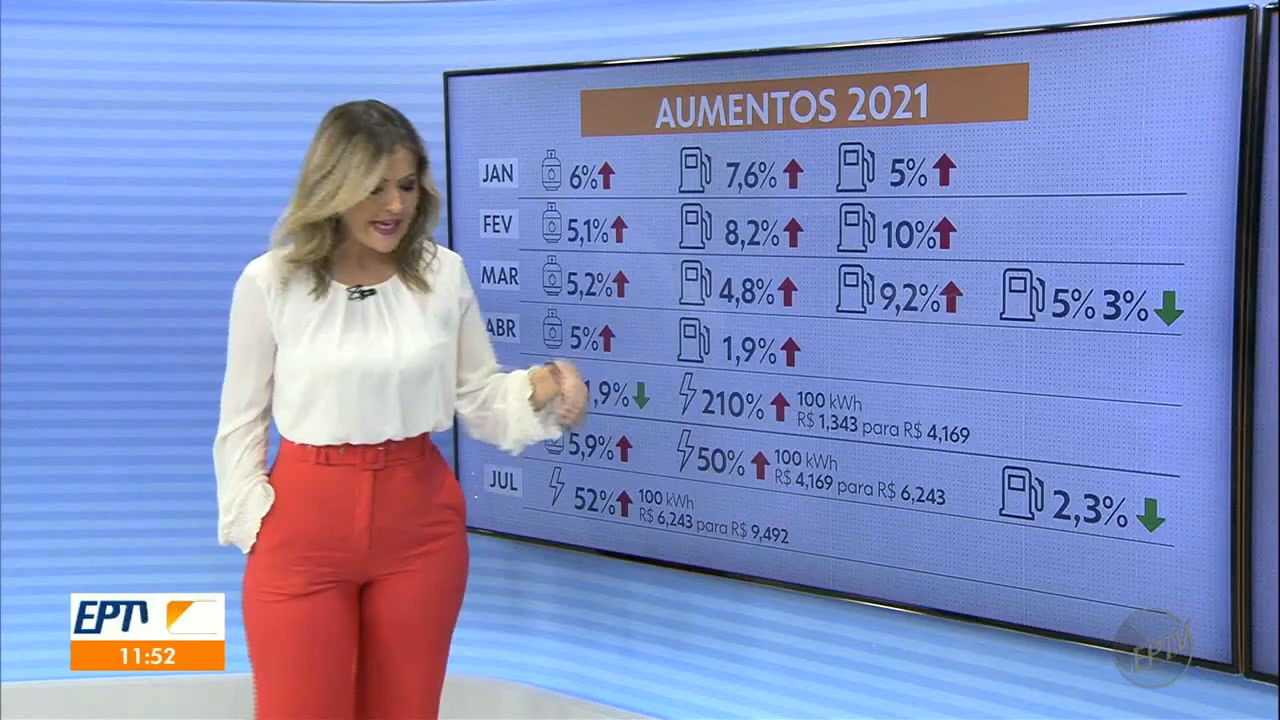 AUMENTOS 2021
JAN 6% 7,6% 5%
FEV 5,1% 8,2% 10%
MAR 5,2% 4,8% 9,2% 5% 3%
ABR 5% 1,9%
,9% 210% 100 kWh
R$ 1,343 para R$ 4,169
5,9% 50% 100 kWh
R$ 4,169 para R$ 6,243
JUL 52% 100 kWh 2,3%
R$ 6,243 para R$ 9,492
EPTV
11:52
EPTV